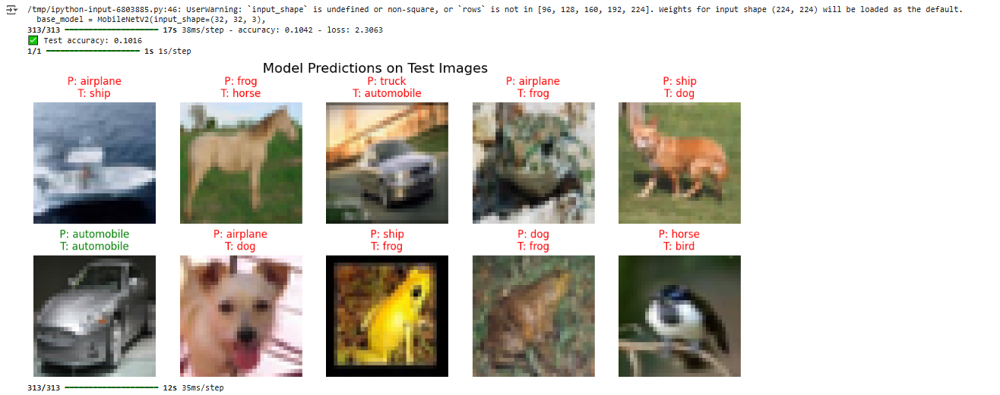 /tmp/ipython-input-6803885.py:46: UserWarning: `input_shape` is undefined or non-square, or `rows` is not in [96, 128, 160, 192, 224]. Weights for input shape (224, 224) will be loaded as the default.
base_model = MobileNetV2(input_shape=(32, 32, 3),
313/313 ━━━━━━━━━━━━━━━━━━━━ 17s 38ms/step - accuracy: 0.1042 - loss: 2.3063
✅ Test accuracy: 0.1016
1/1 ━━━━━━━━━━━━━━━━━━━━ 1s 1s/step
Model Predictions on Test Images
P: airplane P: frog P: truck P: airplane P: ship
T: ship T: horse T: automobile T: frog T: dog
P: automobile P: airplane P: ship P: dog P: horse
T: automobile T: dog T: frog T: frog T: bird
313/313 ━━━━━━━━━━━━━━━━━━━━ 12s 35ms/step